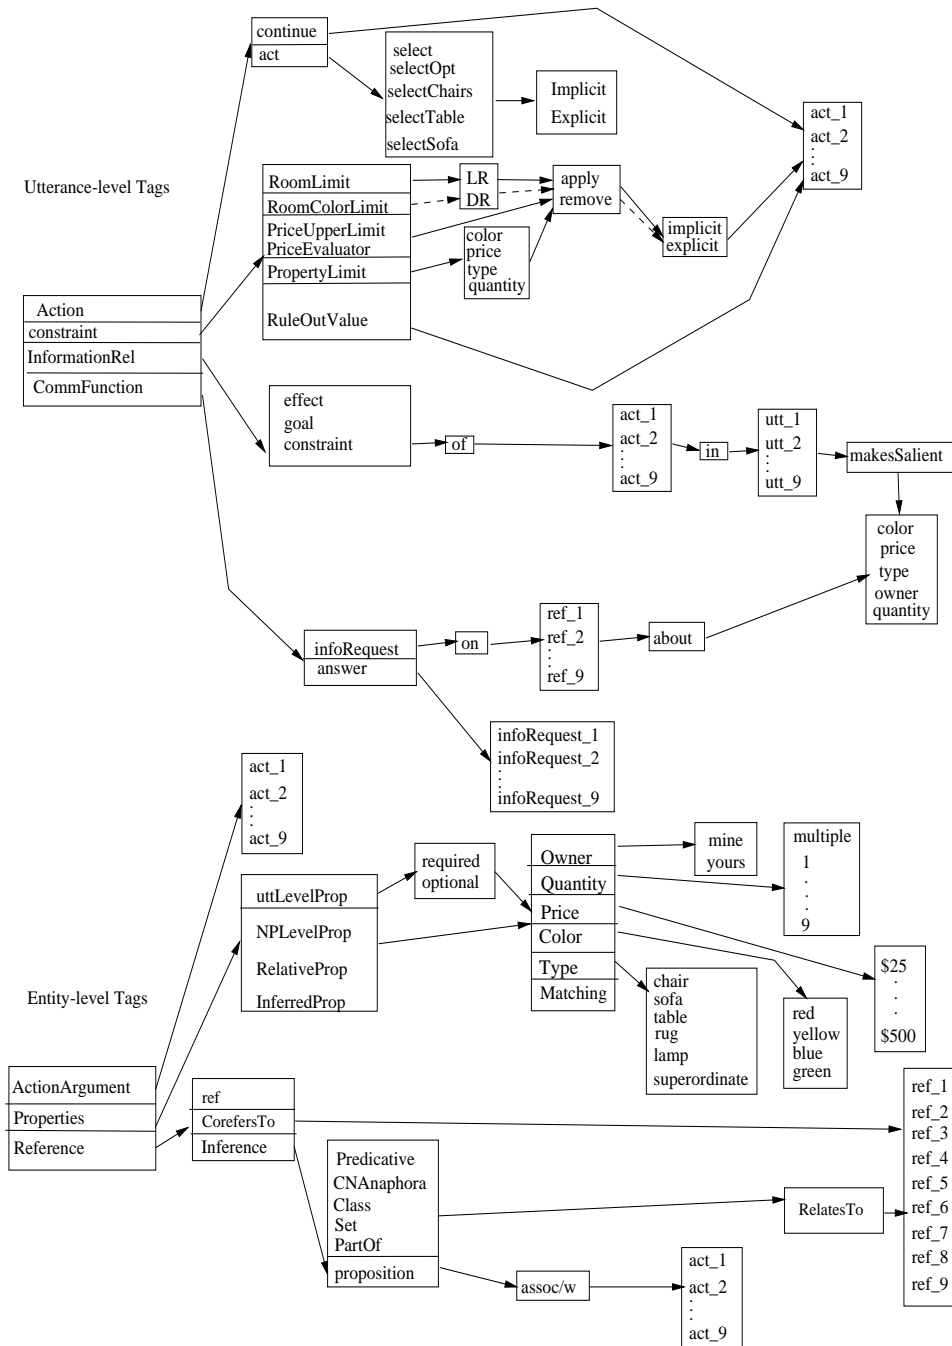 continue
act
select
selectOpt
selectChairs
selectTable
selectSofa
Implicit
Explicit
act_1
act_2
.
.
act_9
Utterance-level Tags
RoomLimit
RoomColorLimit
PriceUpperLimit
PriceEvaluator
PropertyLimit
RuleOutValue
LR
DR
apply
remove
color
price
type
quantity
implicit
explicit
Action
constraint
InformationRel
CommFunction
effect
goal
constraint
of
act_1
act_2
.
.
act_9
in
utt_1
utt_2
.
.
utt_9
makesSalient
color
price
type
owner
quantity
infoRequest
answer
on
ref_1
ref_2
.
.
ref_9
about
infoRequest_1
infoRequest_2
.
.
infoRequest_9
act_1
act_2
.
.
act_9
uttLevelProp
NPLevelProp
RelativeProp
InferredProp
required
optional
Owner
Quantity
Price
Color
Type
Matching
mine
yours
multiple
1
.
.
.
9
$25
.
.
.
$500
chair
sofa
table
rug
lamp
superordinate
red
yellow
blue
green
Entity-level Tags
ActionArgument
Properties
Reference
ref
CorefersTo
Inference
Predicative
CNAnaphora
Class
Set
PartOf
proposition
assoc/w
act_1
act_2
.
.
act_9
RelatesTo
ref_1
ref_2
ref_3
ref_4
ref_5
ref_6
ref_7
ref_8
ref_9